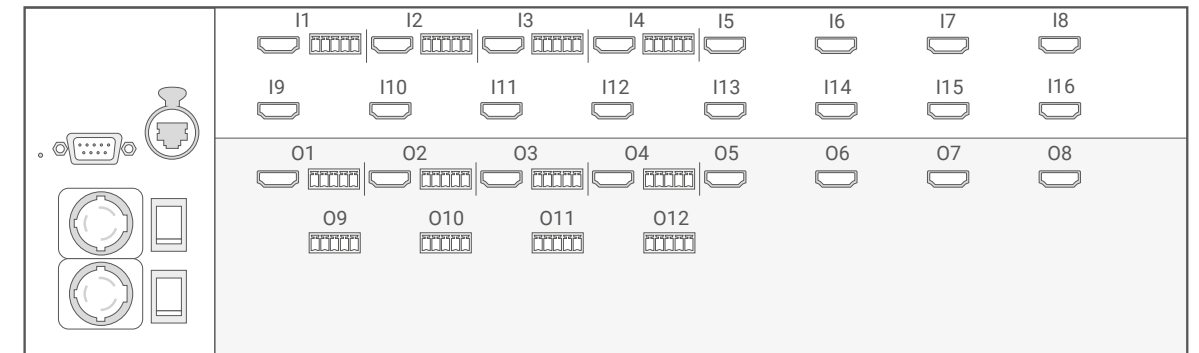 I1 I2 I3 I4 I5 I6 I7 I8
I9 I10 I11 I12 I13 I14 I15 I16
O1 O2 O3 O4 O5 O6 O7 O8
O9 O10 O11 O12